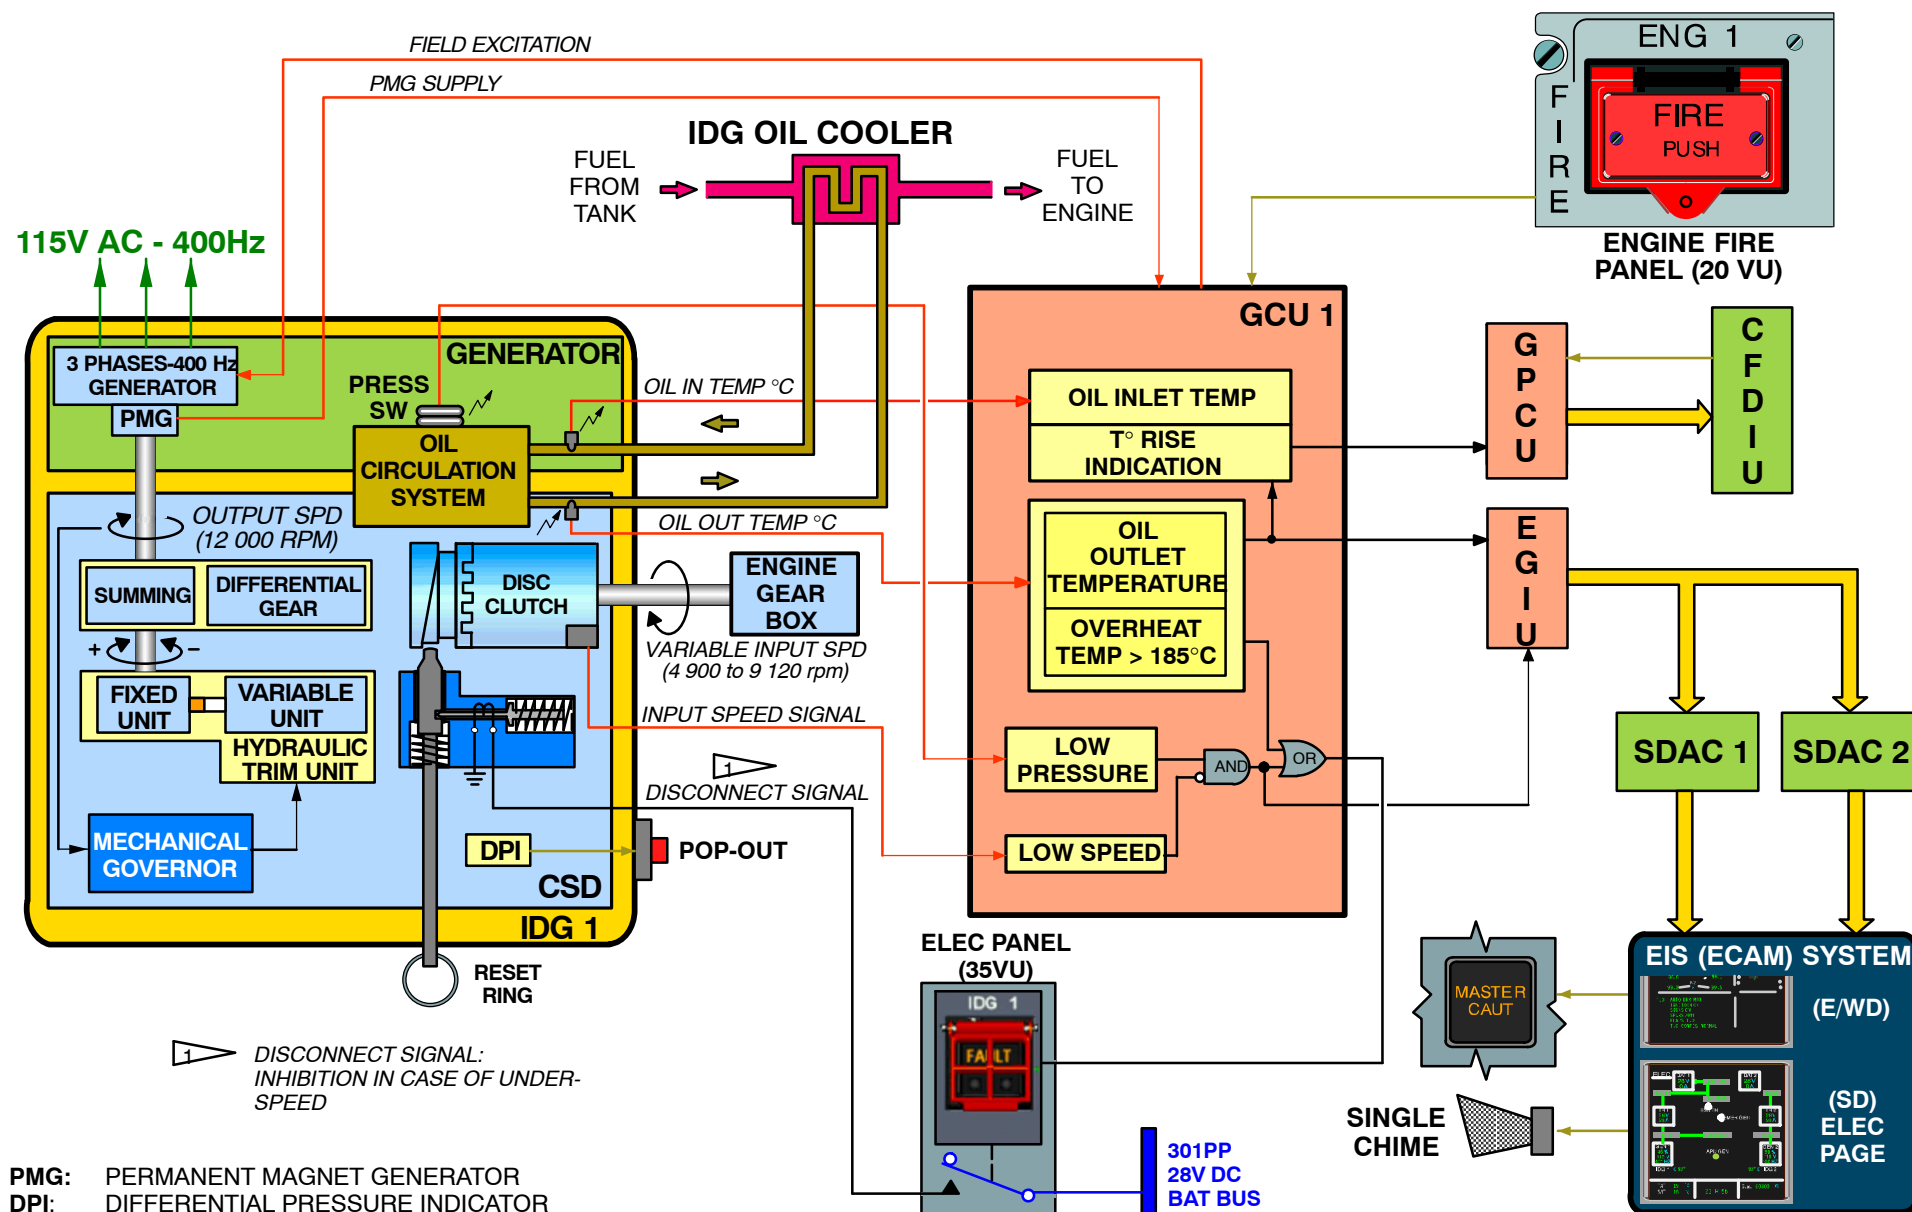 FIELD EXCITATION
PMG SUPPLY
IDG OIL COOLER
FUEL
FROM
TANK
FUEL
TO
ENGINE
ENG 1
FIRE
FIRE
PUSH
ENGINE FIRE
PANEL (20 VU)
115V AC - 400Hz
3 PHASES-400 Hz
GENERATOR
PMG
GENERATOR
PRESS
SW
OIL
CIRCULATION
SYSTEM
OIL IN TEMP °C
OIL OUT TEMP °C
OUTPUT SPD
(12 000 RPM)
SUMMING
DIFFERENTIAL
GEAR
+
-
FIXED
UNIT
VARIABLE
UNIT
HYDRAULIC
TRIM UNIT
MECHANICAL
GOVERNOR
DISC
CLUTCH
ENGINE
GEAR
BOX
VARIABLE INPUT SPD
(4 900 to 9 120 rpm)
INPUT SPEED SIGNAL
1
DISCONNECT SIGNAL
DPI
POP-OUT
CSD
IDG 1
RESET
RING
GCU 1
OIL INLET TEMP
T° RISE
INDICATION
OIL
OUTLET
TEMPERATURE
OVERHEAT
TEMP > 185°C
LOW
PRESSURE
AND
OR
LOW SPEED
GPCU
CFDIU
EGIU
SDAC 1
SDAC 2
EIS (ECAM) SYSTEM
(E/WD)
(SD)
ELEC
PAGE
MASTER
CAUT
SINGLE
CHIME
ELEC PANEL
(35VU)
IDG 1
FAULT
301PP
28V DC
BAT BUS
1
DISCONNECT SIGNAL:
INHIBITION IN CASE OF UNDER-
SPEED
PMG: PERMANENT MAGNET GENERATOR
DPI: DIFFERENTIAL PRESSURE INDICATOR